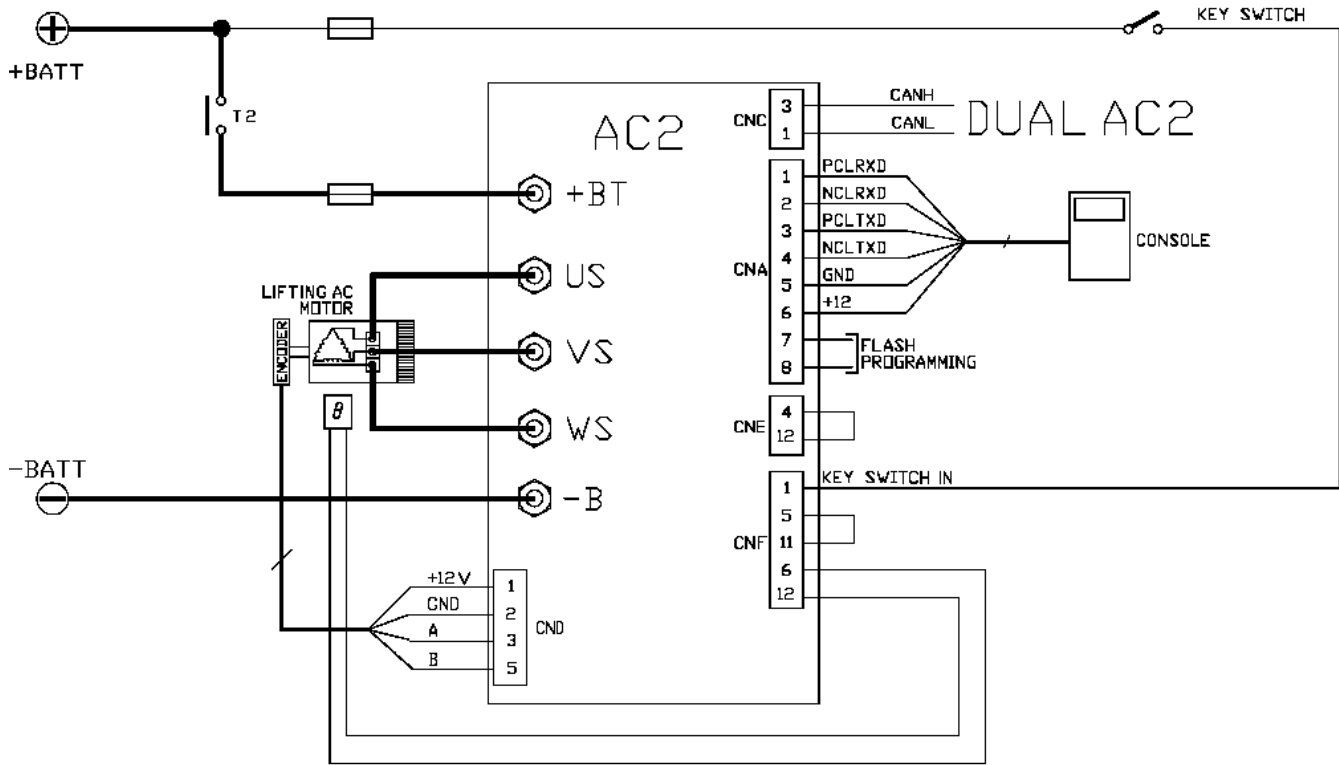 KEY SWITCH
+BATT
T2
AC2
CNC
3
1
CANH
CANL
DUAL AC2
+BT
US
VS
WS
-B
LIFTING AC
MOTOR
ENCODER
θ
-BATT
CNA
1
2
3
4
5
6
7
8
PCLRXD
NCLRXD
PCLTXD
NCLTXD
GND
+12
FLASH
PROGRAMMING
CONSOLE
CNE
4
12
CNF
1
5
11
6
12
KEY SWITCH IN
+12V
GND
A
B
1
2
3
5
CND